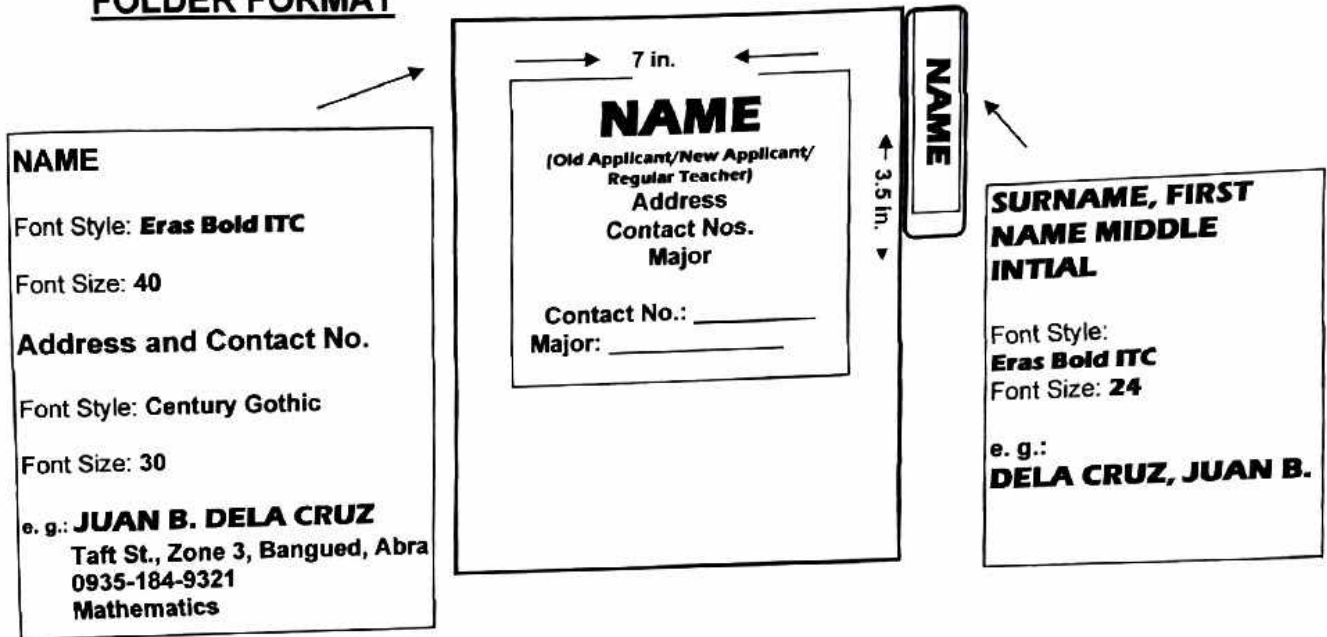 FOLDER FORMAT
NAME
Font Style: Eras Bold ITC
Font Size: 40
Address and Contact No.
Font Style: Century Gothic
Font Size: 30
e. g.: JUAN B. DELA CRUZ
Taft St., Zone 3, Bangued, Abra
0935-184-9321
Mathematics
7 in.
NAME
(Old Applicant/New Applicant/
Regular Teacher)
Address
Contact Nos.
Major
Contact No.: __________
Major: ______________
3.5 in.
NAME
SURNAME, FIRST
NAME MIDDLE
INTIAL
Font Style:
Eras Bold ITC
Font Size: 24
e. g.:
DELA CRUZ, JUAN B.